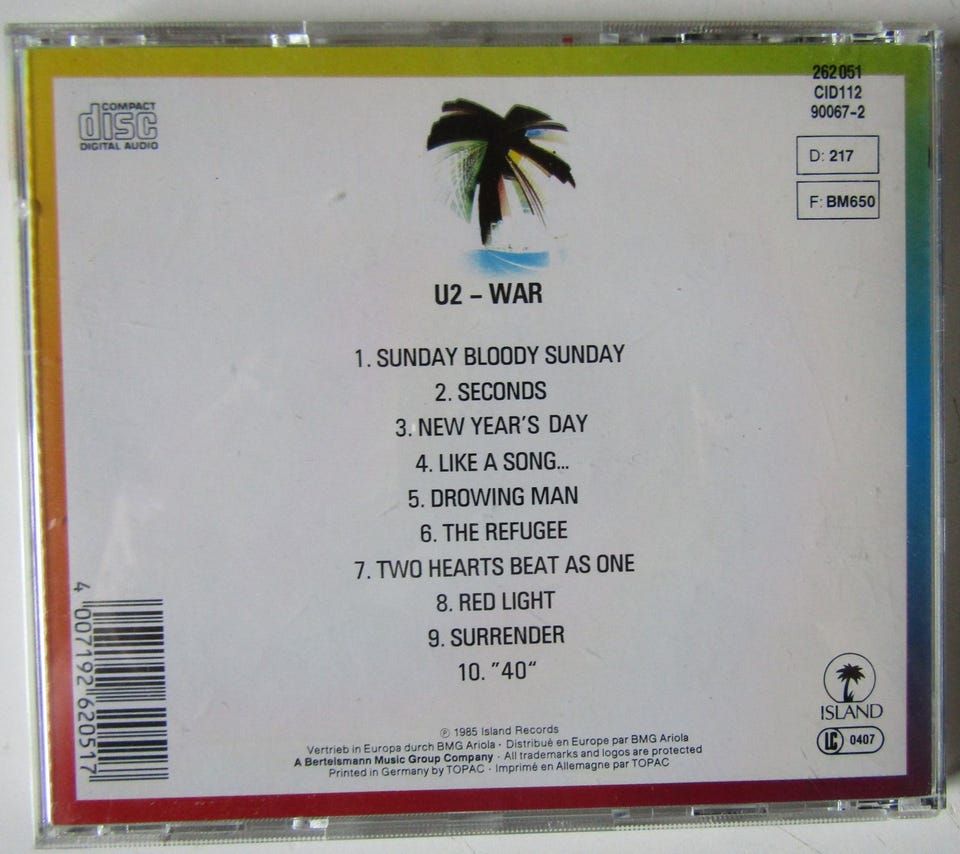 COMPACT
disc
DIGITAL AUDIO
262 051
CID112
90067-2
D: 217
F: BM650
U2 – WAR
1. SUNDAY BLOODY SUNDAY
2. SECONDS
3. NEW YEAR'S DAY
4. LIKE A SONG...
5. DROWING MAN
6. THE REFUGEE
7. TWO HEARTS BEAT AS ONE
8. RED LIGHT
9. SURRENDER
10. "40"
4 007192 620517
ISLAND
LC 0407
℗ 1985 Island Records
Vertrieb in Europa durch BMG Ariola · Distribué en Europe par BMG Ariola
A Bertelsmann Music Group Company · All trademarks and logos are protected
Printed in Germany by TOPAC · Imprimé en Allemagne par TOPAC